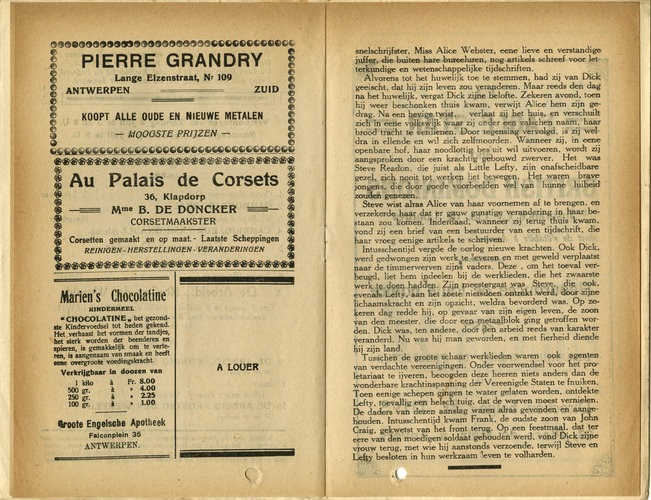 PIERRE GRANDRY
Lange Elzenstraat, Nr 109
ANTWERPEN ZUID
KOOPT ALLE OUDE EN NIEUWE METALEN
— HOOGSTE PRIJZEN —
Au Palais de Corsets
36, Klapdorp
Mme B. DE DONCKER
CORSETMAAKSTER
Corsetten gemaakt en op maat. - Laatste Scheppingen
REINIGEN - HERSTELLINGEN - VERANDERINGEN
Marien's Chocolatine
KINDERMEEL
"CHOCOLATINE" het gezond-
ste Kindervoedsel tot heden gekend.
Het verhaast het vormen der tandjes,
het sterk worden der beenderen en
spieren, is gemakkelijk om te verte-
ren, is aangenaam van smaak en heeft
eene overgroote voedingskracht.
Verkrijgbaar in doozen van
1 kilo à Fr. 8.00
500 gr. à » 4.00
250 gr. à » 2.25
100 gr. à » 1.00
Groote Engelsche Apotheek
Falconplein 35
ANTWERPEN.
A LOUER
snelschrijfster, Miss Alice Webster, eene lieve en verstandige
juffer, die buiten hare bureeluren, nog artikels schreef voor let-
terkundige en wetenschappelijke tijdschriften.
Alvorens tot het huwelijk toe te stemmen, had zij van Dick
geeischt, dat hij zijn leven zou veranderen. Maar reeds den dag
na het huwelijk, vergat Dick zijne belofte. Zekeren avond, toen
hij weer beschonken thuis kwam, verwijt Alice hem zijn ge-
drag. Na een hevige twist, verlaat zij het huis, en verschuilt
zich in eene volkswijk waar zij onder een valschen naam, haar
brood tracht te verdienen. Door tegenslag vervolgd, is zij wel-
dra in ellende en wil zich zelfmoorden. Wanneer zij, in eene
openbare hof, haar noodlottig besluit wil uitvoeren, wordt zij
aangesproken door een krachtig gebouwd zwerver. Het was
Steve Readon, die juist als Little Lefty, zijn onafscheidbare
gezel, zich nooit tot werken liet bewegen. Het waren brave
jongens die door goede voorbeelden wel van hunne luiheid
zouden genezen.
Steve wist alras Alice van haar voornemen af te brengen, en
verzekerde haar dat er gauw gunstige verandering in haar be-
staan zou komen. Inderdaad, wanneer zij terug thuis kwam,
vond zij een brief van een bestuurder van een tijdschrift, die
haar vroeg eenige artikels te schrijven.
Intusschentijd vergde de oorlog nieuwe krachten. Ook Dick,
werd gedwongen zijn werk te leveren en met geweld verplaatst
naar de timmerwerven zijns vaders. Deze, om het toeval ver-
heugd, liet hem indeelen bij de werklieden, die het zwaarste
werk te doen hadden. Zijn meestergast was Steve, die ook,
evenals Lefty, aan het zoete nietsdoen ontrukt werd, door zijne
lichaamskracht en zijn opzicht, weldra bevorderd was. Op ze-
keren dag redde hij, op gevaar van zijn eigen leven, de zoon
van den meester, die door een metaalblok ging getroffen wor-
den. Dick was, ten andere, door den arbeid reeds van karakter
veranderd. Nu was hij man geworden, en met fierheid diende
hij zijn land.
Tusschen de groote schaar werklieden waren ook agenten
van verdachte vereenigingen. Onder voorwendsel voor het pro-
letariaat te ijveren, beoogden deze heeren niets anders dan de
wonderbare krachtinspanning der Vereenigde Staten te fnuiken.
Toen eenige schepen gingen te water gelaten worden, ontdekte
Lefty, toevallig een helsch tuig, dat de werven moest vernielen.
De daders van dezen aanslag waren alras gevonden en aange-
houden. Intusschentijd kwam Frank, de oudste zoon van John
Craig, gekwetst van het front terug. Op een feestmaal, dat ter
eere van den moedigen soldaat gehouden werd, vond Dick zijne
vrouw terug, met wie hij aanstonds verzoende, terwijl Steve en
Lefty besloten in hun werkzaam leven te volharden.